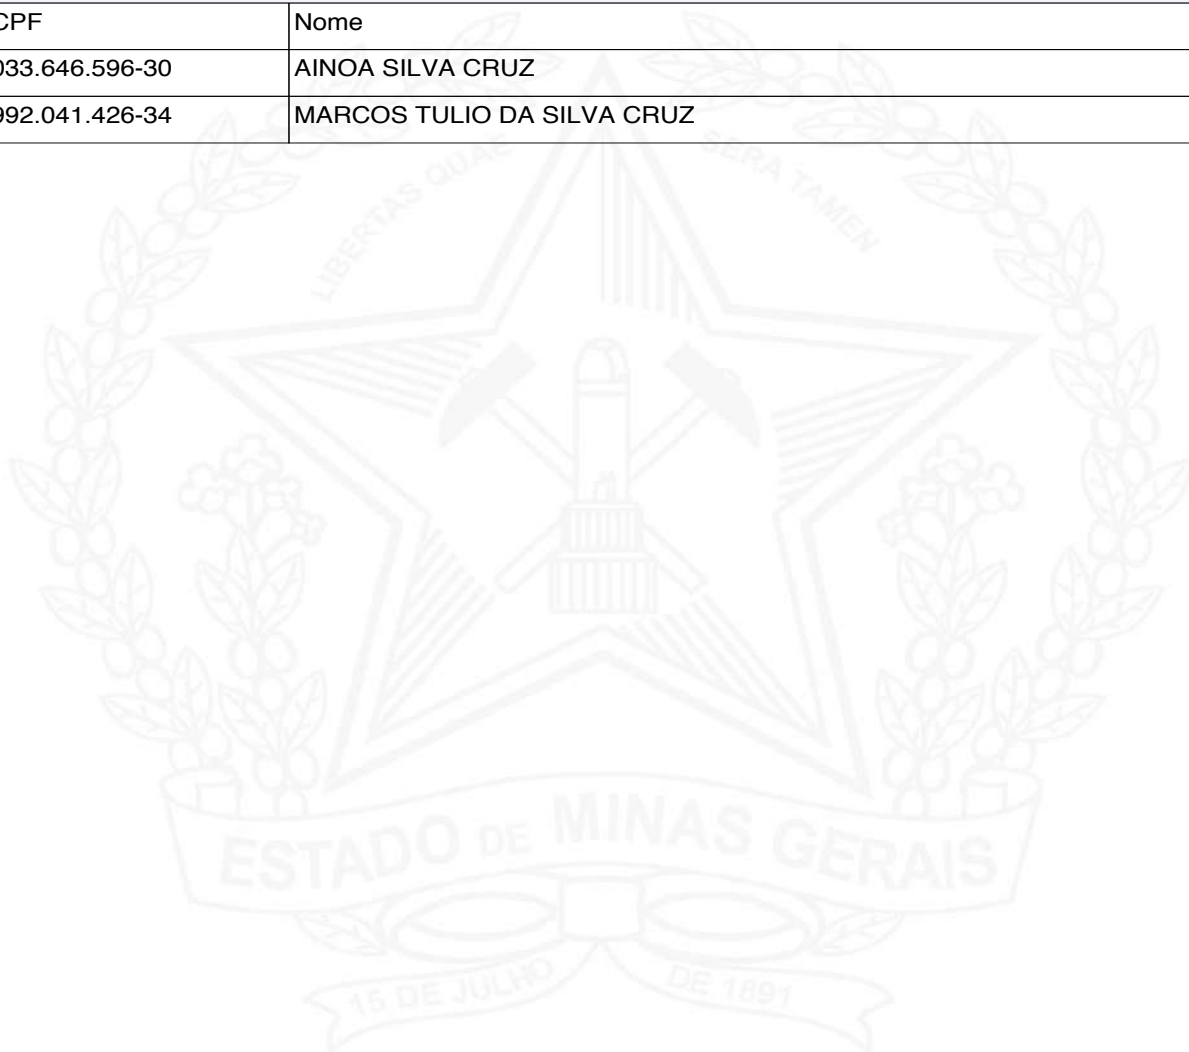 CPF Nome
033.646.596-30 AINOA SILVA CRUZ
992.041.426-34 MARCOS TULIO DA SILVA CRUZ
LIBERTAS QUAE SERA TAMEN
ESTADO DE MINAS GERAIS
15 DE JULHO DE 1891